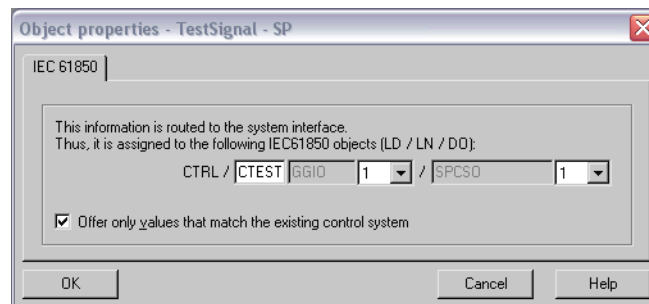 Object properties - TestSignal - SP
IEC 61850
This information is routed to the system interface.
Thus, it is assigned to the following IEC61850 objects (LD / LN / DO):
CTRL / CTEST GGIO 1 / SPCSO 1
Offer only values that match the existing control system
OK Cancel Help